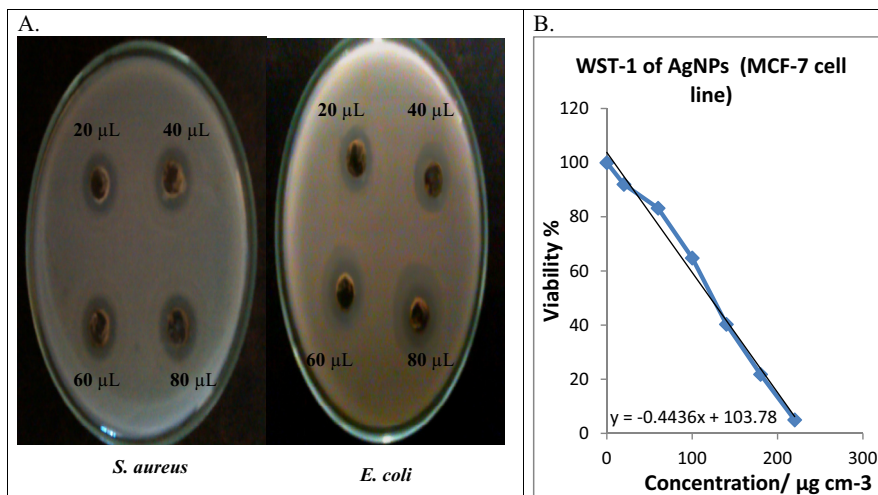 A.
20 µL 40 µL
60 µL 80 µL
S. aureus
20 µL 40 µL
60 µL 80 µL
E. coli
B.
WST-1 of AgNPs (MCF-7 cell
line)
Viability %
120
100
80
60
40
20
0
y = -0.4436x + 103.78
0 100 200 300
Concentration/ µg cm-3